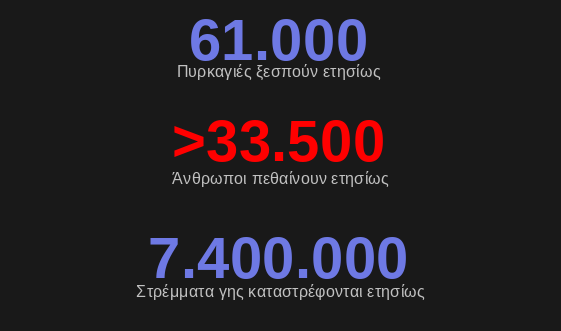 61.000
Πυρκαγιές ξεσπούν ετησίως
>33.500
Άνθρωποι πεθαίνουν ετησίως
7.400.000
Στρέμματα γης καταστρέφονται ετησίως